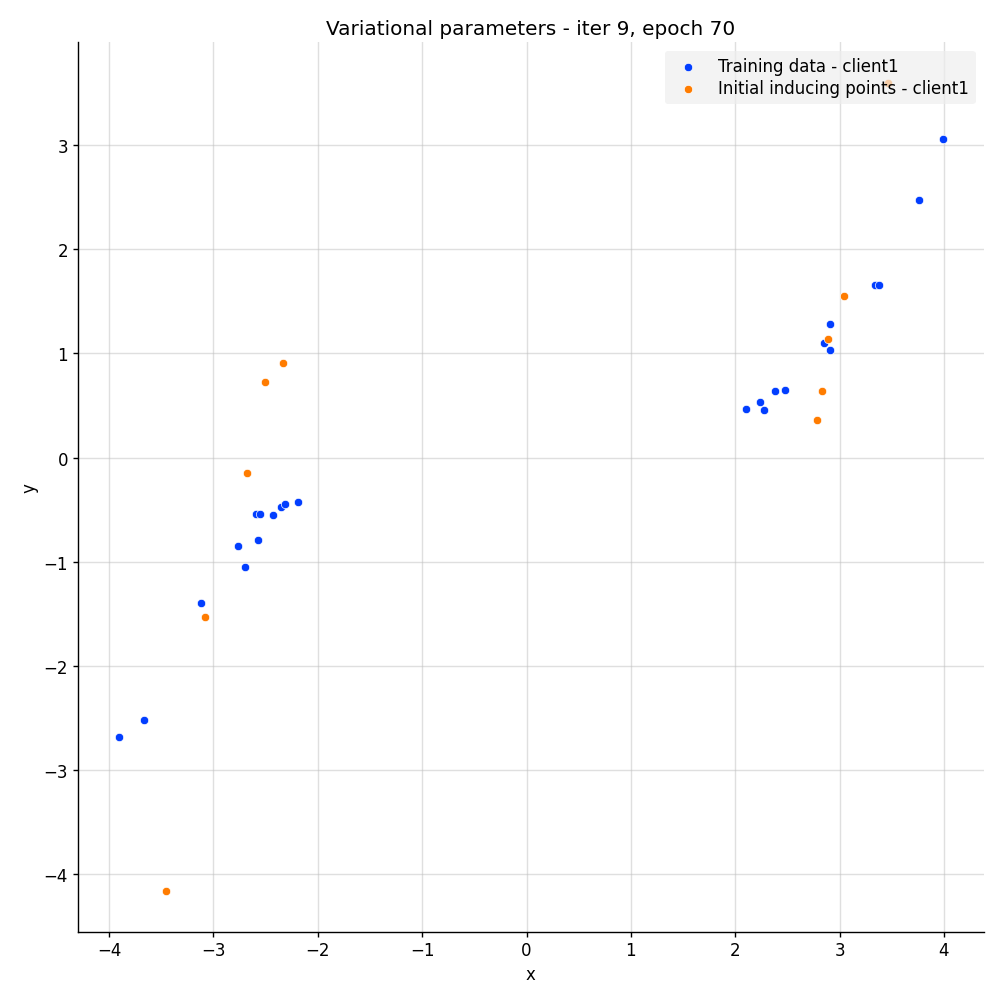 Variational parameters - iter 9, epoch 70
Training data - client1
Initial inducing points - client1
3
2
1
0
−1
−2
−3
−4
y
−4 −3 −2 −1 0 1 2 3 4
x